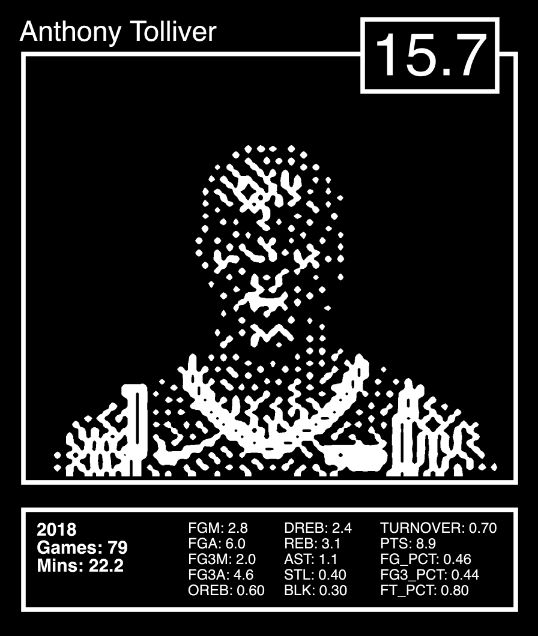 Anthony Tolliver
15.7
2018
Games: 79
Mins: 22.2
FGM: 2.8
FGA: 6.0
FG3M: 2.0
FG3A: 4.6
OREB: 0.60
DREB: 2.4
REB: 3.1
AST: 1.1
STL: 0.40
BLK: 0.30
TURNOVER: 0.70
PTS: 8.9
FG_PCT: 0.46
FG3_PCT: 0.44
FT_PCT: 0.80